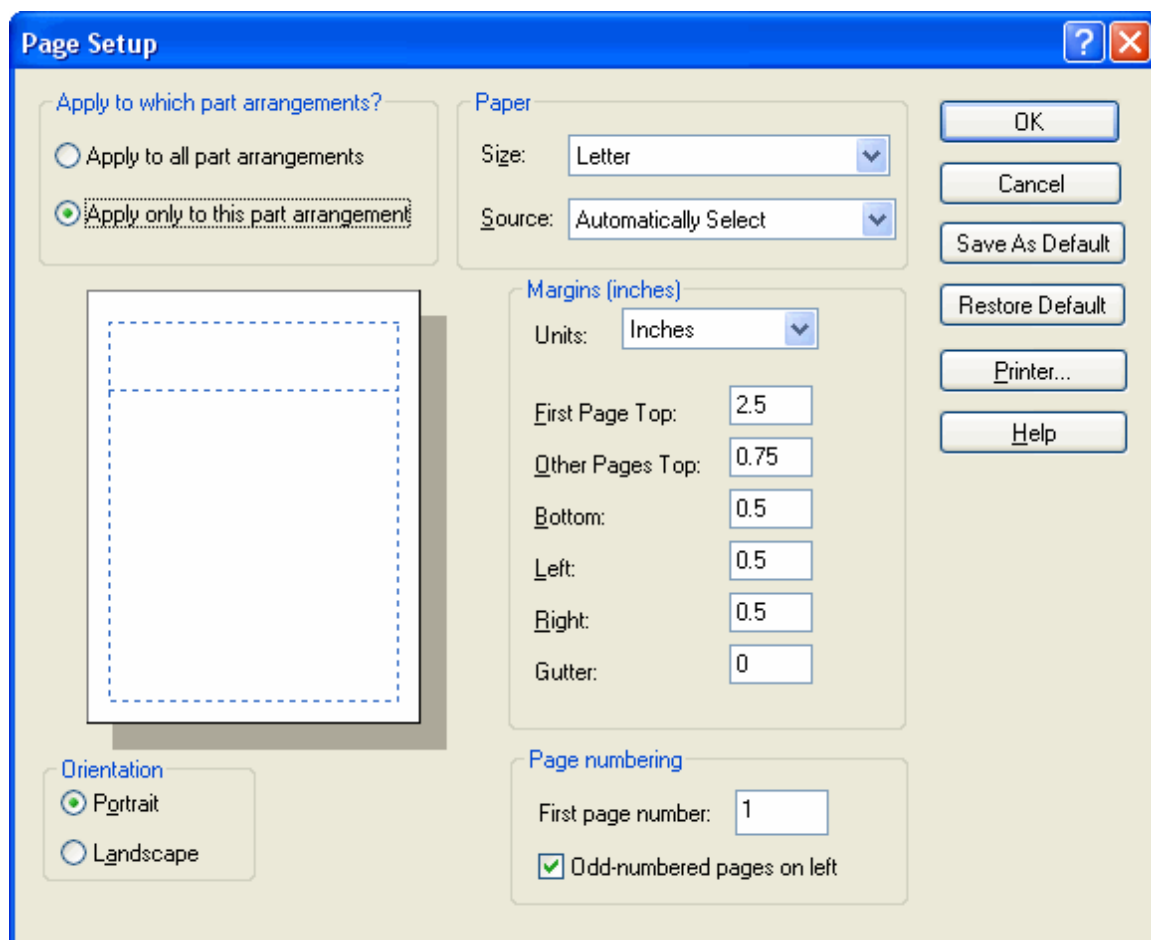 Page Setup
Apply to which part arrangements?
Apply to all part arrangements
Apply only to this part arrangement
Paper
Size: Letter
Source: Automatically Select
OK
Cancel
Save As Default
Restore Default
Printer...
Help
Margins (inches)
Units: Inches
First Page Top: 2.5
Other Pages Top: 0.75
Bottom: 0.5
Left: 0.5
Right: 0.5
Gutter: 0
Orientation
Portrait
Landscape
Page numbering
First page number: 1
Odd-numbered pages on left